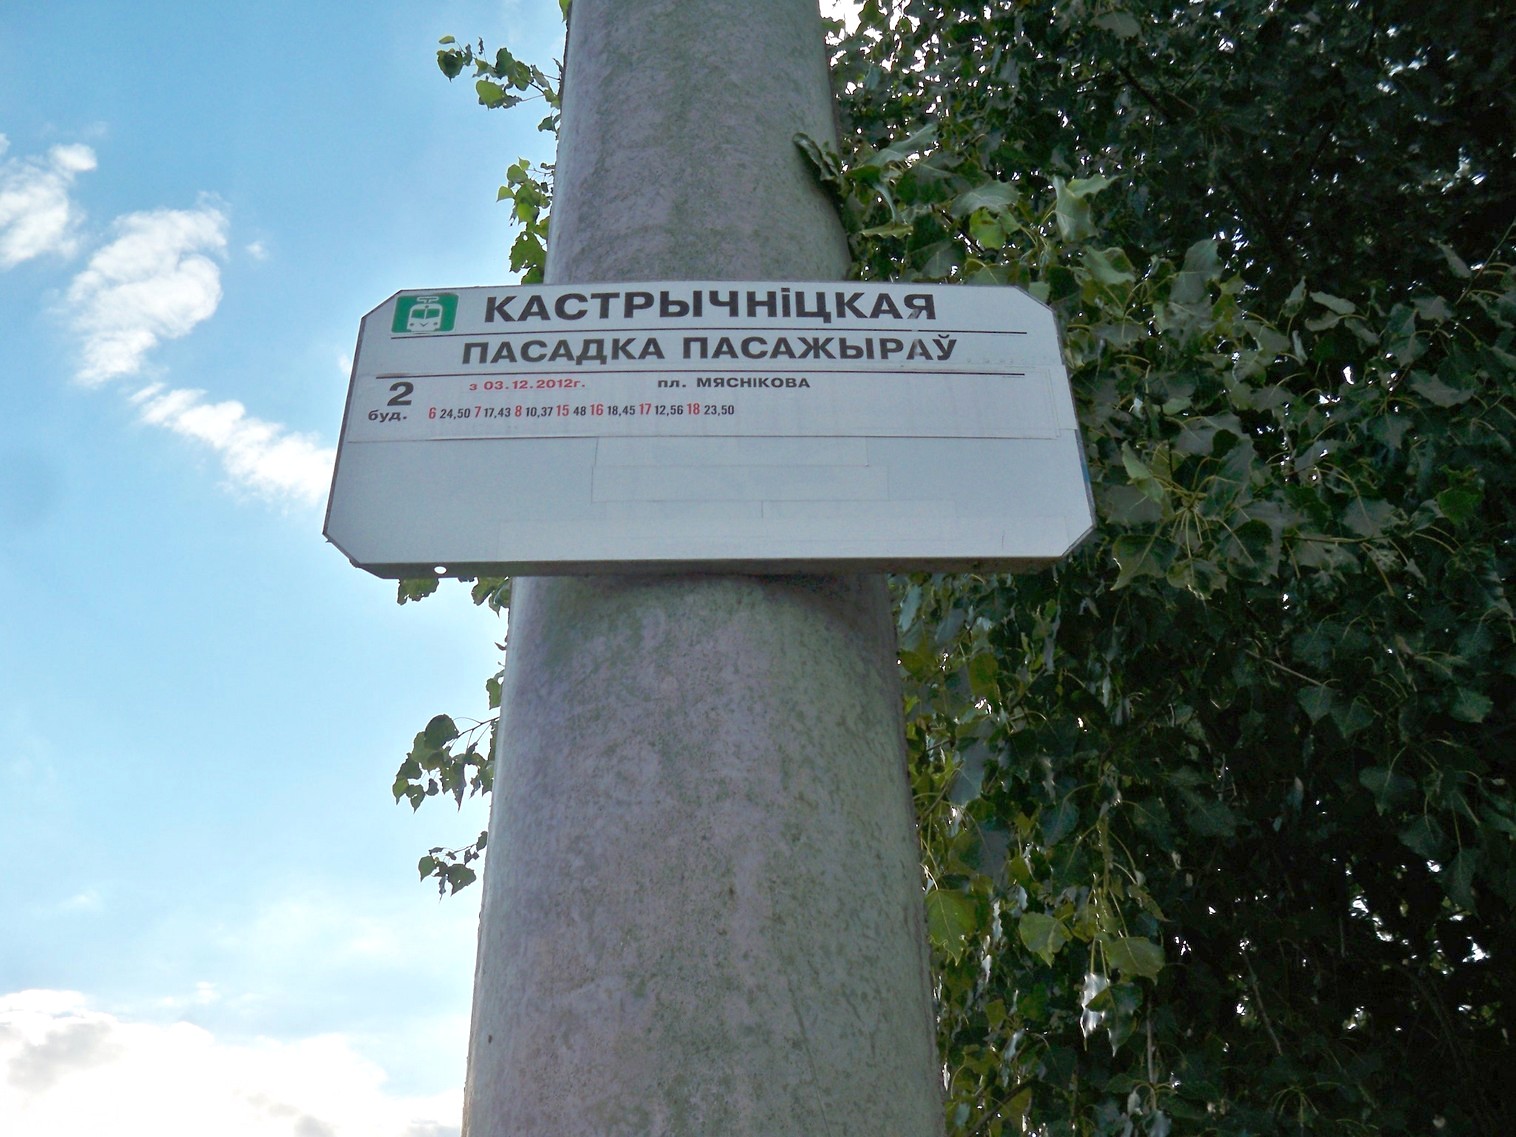 КАСТРЫЧНіЦКАЯ
ПАСАДКА ПАСАЖЫРАЎ
2 з 03.12.2012г. пл. МЯСНІКОВА
буд. 6 24,50 7 17,43 8 10,37 15 48 16 18,45 17 12,56 18 23,50